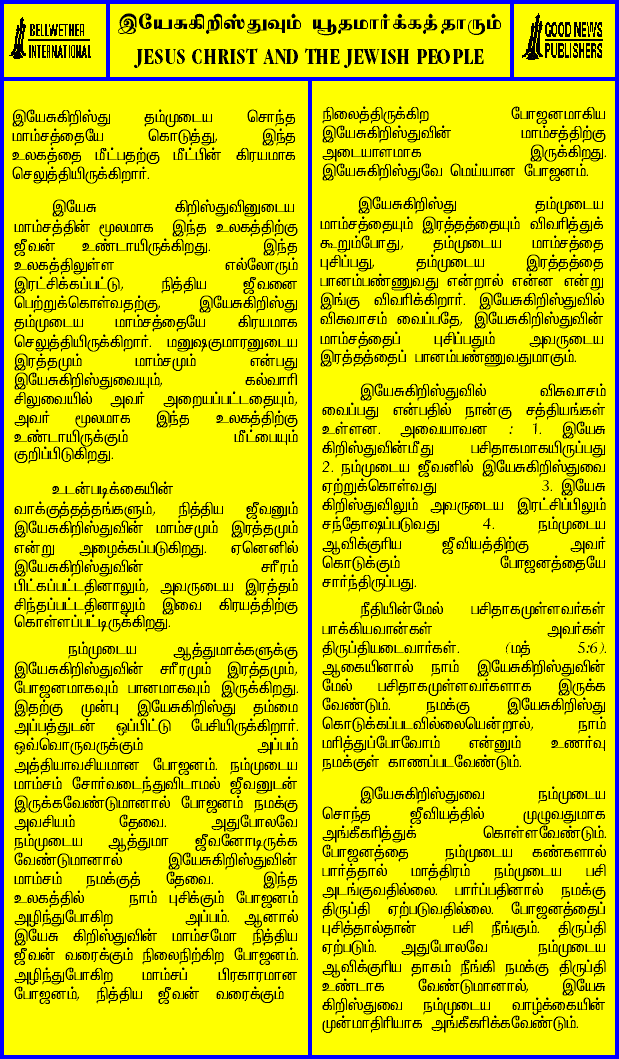 BELLWETHER
INTERNATIONAL
இயேசுகிறிஸ்துவும் யூதமார்க்கத்தாரும்
JESUS CHRIST AND THE JEWISH PEOPLE
GOOD NEWS
PUBLISHERS
இயேசுகிறிஸ்து தம்முடைய சொந்த
மாம்சத்தையே கொடுத்து, இந்த
உலகத்தை மீட்பதற்கு மீட்பின் கிரயமாக
செலுத்தியிருக்கிறார்.
இயேசு கிறிஸ்துவினுடைய
மாம்சத்தின் மூலமாக இந்த உலகத்திற்கு
ஜீவன் உண்டாயிருக்கிறது. இந்த
உலகத்திலுள்ள எல்லோரும்
இரட்சிக்கப்பட்டு, நித்திய ஜீவனை
பெற்றுக்கொள்வதற்கு, இயேசுகிறிஸ்து
தம்முடைய மாம்சத்தையே கிரயமாக
செலுத்தியிருக்கிறார். மனுஷகுமாரனுடைய
இரத்தமும் மாம்சமும் என்பது
இயேசுகிறிஸ்துவையும், கல்வாரி
சிலுவையில் அவர் அறையப்பட்டதையும்,
அவர் மூலமாக இந்த உலகத்திற்கு
உண்டாயிருக்கும் மீட்பையும்
குறிப்பிடுகிறது.
உடன்படிக்கையின்
வாக்குத்தத்தங்களும், நித்திய ஜீவனும்
இயேசுகிறிஸ்துவின் மாம்சமும் இரத்தமும்
என்று அழைக்கப்படுகிறது. ஏனெனில்
இயேசுகிறிஸ்துவின் சரீரம்
பிட்கப்பட்டதினாலும், அவருடைய இரத்தம்
சிந்தப்பட்டதினாலும் இவை கிரயத்திற்கு
கொள்ளப்பட்டிருக்கிறது.
நம்முடைய ஆத்துமாக்களுக்கு
இயேசுகிறிஸ்துவின் சரீரமும் இரத்தமும்,
போஜனமாகவும் பானமாகவும் இருக்கிறது.
இதற்கு முன்பு இயேசுகிறிஸ்து தம்மை
அப்பத்துடன் ஒப்பிட்டு பேசியிருக்கிறார்.
ஒவ்வொருவருக்கும் அப்பம்
அத்தியாவசியமான போஜனம். நம்முடைய
மாம்சம் சோர்வடைந்துவிடாமல் ஜீவனுடன்
இருக்கவேண்டுமானால் போஜனம் நமக்கு
அவசியம் தேவை. அதுபோலவே
நம்முடைய ஆத்துமா ஜீவனோடிருக்க
வேண்டுமானால் இயேசுகிறிஸ்துவின்
மாம்சம் நமக்குத் தேவை. இந்த
உலகத்தில் நாம் புசிக்கும் போஜனம்
அழிந்துபோகிற அப்பம். ஆனால்
இயேசு கிறிஸ்துவின் மாம்சமோ நித்திய
ஜீவன் வரைக்கும் நிலைநிற்கிற போஜனம்.
அழிந்துபோகிற மாம்சப் பிரகாரமான
போஜனம், நித்திய ஜீவன் வரைக்கும்
நிலைத்திருக்கிற போஜனமாகிய
இயேசுகிறிஸ்துவின் மாம்சத்திற்கு
அடையாளமாக இருக்கிறது.
இயேசுகிறிஸ்துவே மெய்யான போஜனம்.
இயேசுகிறிஸ்து தம்முடைய
மாம்சத்தையும் இரத்தத்தையும் விவரித்துக்
கூறும்போது, தம்முடைய மாம்சத்தை
புசிப்பது, தம்முடைய இரத்தத்தை
பானம்பண்ணுவது என்றால் என்ன என்று
இங்கு விவரிக்கிறார். இயேசுகிறிஸ்துவில்
விசுவாசம் வைப்பதே, இயேசுகிறிஸ்துவின்
மாம்சத்தைப் புசிப்பதும் அவருடைய
இரத்தத்தைப் பானம்பண்ணுவதுமாகும்.
இயேசுகிறிஸ்துவில் விசுவாசம்
வைப்பது என்பதில் நான்கு சத்தியங்கள்
உள்ளன. அவையாவன : 1. இயேசு
கிறிஸ்துவின்மீது பசிதாகமாகயிருப்பது
2. நம்முடைய ஜீவனில் இயேசுகிறிஸ்துவை
ஏற்றுக்கொள்வது 3. இயேசு
கிறிஸ்துவிலும் அவருடைய இரட்சிப்பிலும்
சந்தோஷப்படுவது 4. நம்முடைய
ஆவிக்குரிய ஜீவியத்திற்கு அவர்
கொடுக்கும் போஜனத்தையே
சார்ந்திருப்பது.
நீதியின்மேல் பசிதாகமுள்ளவர்கள்
பாக்கியவான்கள் அவர்கள்
திருப்தியடைவார்கள். (மத் 5:6).
ஆகையினால் நாம் இயேசுகிறிஸ்துவின்
மேல் பசிதாகமுள்ளவர்களாக இருக்க
வேண்டும். நமக்கு இயேசுகிறிஸ்து
கொடுக்கப்படவில்லையென்றால், நாம்
மரித்துப்போவோம் என்னும் உணர்வு
நமக்குள் காணப்படவேண்டும்.
இயேசுகிறிஸ்துவை நம்முடைய
சொந்த ஜீவியத்தில் முழுவதுமாக
அங்கீகரித்துக் கொள்ளவேண்டும்.
போஜனத்தை நம்முடைய கண்களால்
பார்த்தால் மாத்திரம் நம்முடைய பசி
அடங்குவதில்லை. பார்ப்பதினால் நமக்கு
திருப்தி ஏற்படுவதில்லை. போஜனத்தைப்
புசித்தால்தான் பசி நீங்கும். திருப்தி
ஏற்படும். அதுபோலவே நம்முடைய
ஆவிக்குரிய தாகம் நீங்கி நமக்கு திருப்தி
உண்டாக வேண்டுமானால், இயேசு
கிறிஸ்துவை நம்முடைய வாழ்க்கையின்
முன்மாதிரியாக அங்கீகரிக்கவேண்டும்.